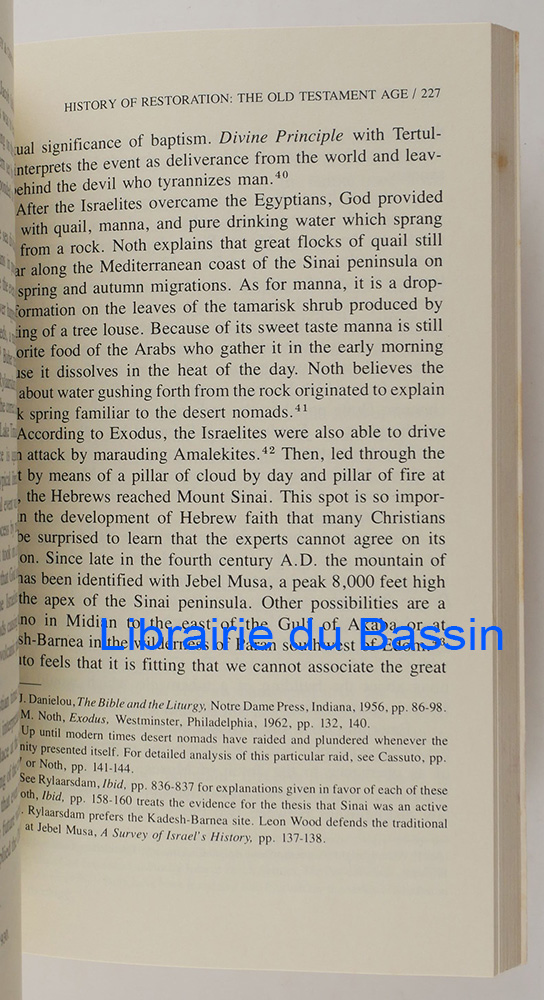 HISTORY OF RESTORATION: THE OLD TESTAMENT AGE / 227
ual significance of baptism. Divine Principle with Tertul-
interprets the event as deliverance from the world and leav-
behind the devil who tyrannizes man.40
After the Israelites overcame the Egyptians, God provided
with quail, manna, and pure drinking water which sprang
from a rock. Noth explains that great flocks of quail still
ar along the Mediterranean coast of the Sinai peninsula on
spring and autumn migrations. As for manna, it is a drop-
formation on the leaves of the tamarisk shrub produced by
ing of a tree louse. Because of its sweet taste manna is still
orite food of the Arabs who gather it in the early morning
use it dissolves in the heat of the day. Noth believes the
about water gushing forth from the rock originated to explain
k spring familiar to the desert nomads.41
According to Exodus, the Israelites were also able to drive
n attack by marauding Amalekites.42 Then, led through the
t by means of a pillar of cloud by day and pillar of fire at
, the Hebrews reached Mount Sinai. This spot is so impor-
in the development of Hebrew faith that many Christians
be surprised to learn that the experts cannot agree on its
on. Since late in the fourth century A.D. the mountain of
has been identified with Jebel Musa, a peak 8,000 feet high
the apex of the Sinai peninsula. Other possibilities are a
no in Midian to the east of the Gulf of Akaba or at
sh-Barnea in the wilderness of Paran southwest of Edom.43
uto feels that it is fitting that we cannot associate the great
Librairie du Bassin
J. Danielou, The Bible and the Liturgy, Notre Dame Press, Indiana, 1956, pp. 86-98.
M. Noth, Exodus, Westminster, Philadelphia, 1962, pp. 132, 140.
Up until modern times desert nomads have raided and plundered whenever the
nity presented itself. For detailed analysis of this particular raid, see Cassuto, pp.
or Noth, pp. 141-144.
See Rylaarsdam, Ibid, pp. 836-837 for explanations given in favor of each of these
oth, Ibid, pp. 158-160 treats the evidence for the thesis that Sinai was an active
. Rylaarsdam prefers the Kadesh-Barnea site. Leon Wood defends the traditional
at Jebel Musa, A Survey of Israel's History, pp. 137-138.